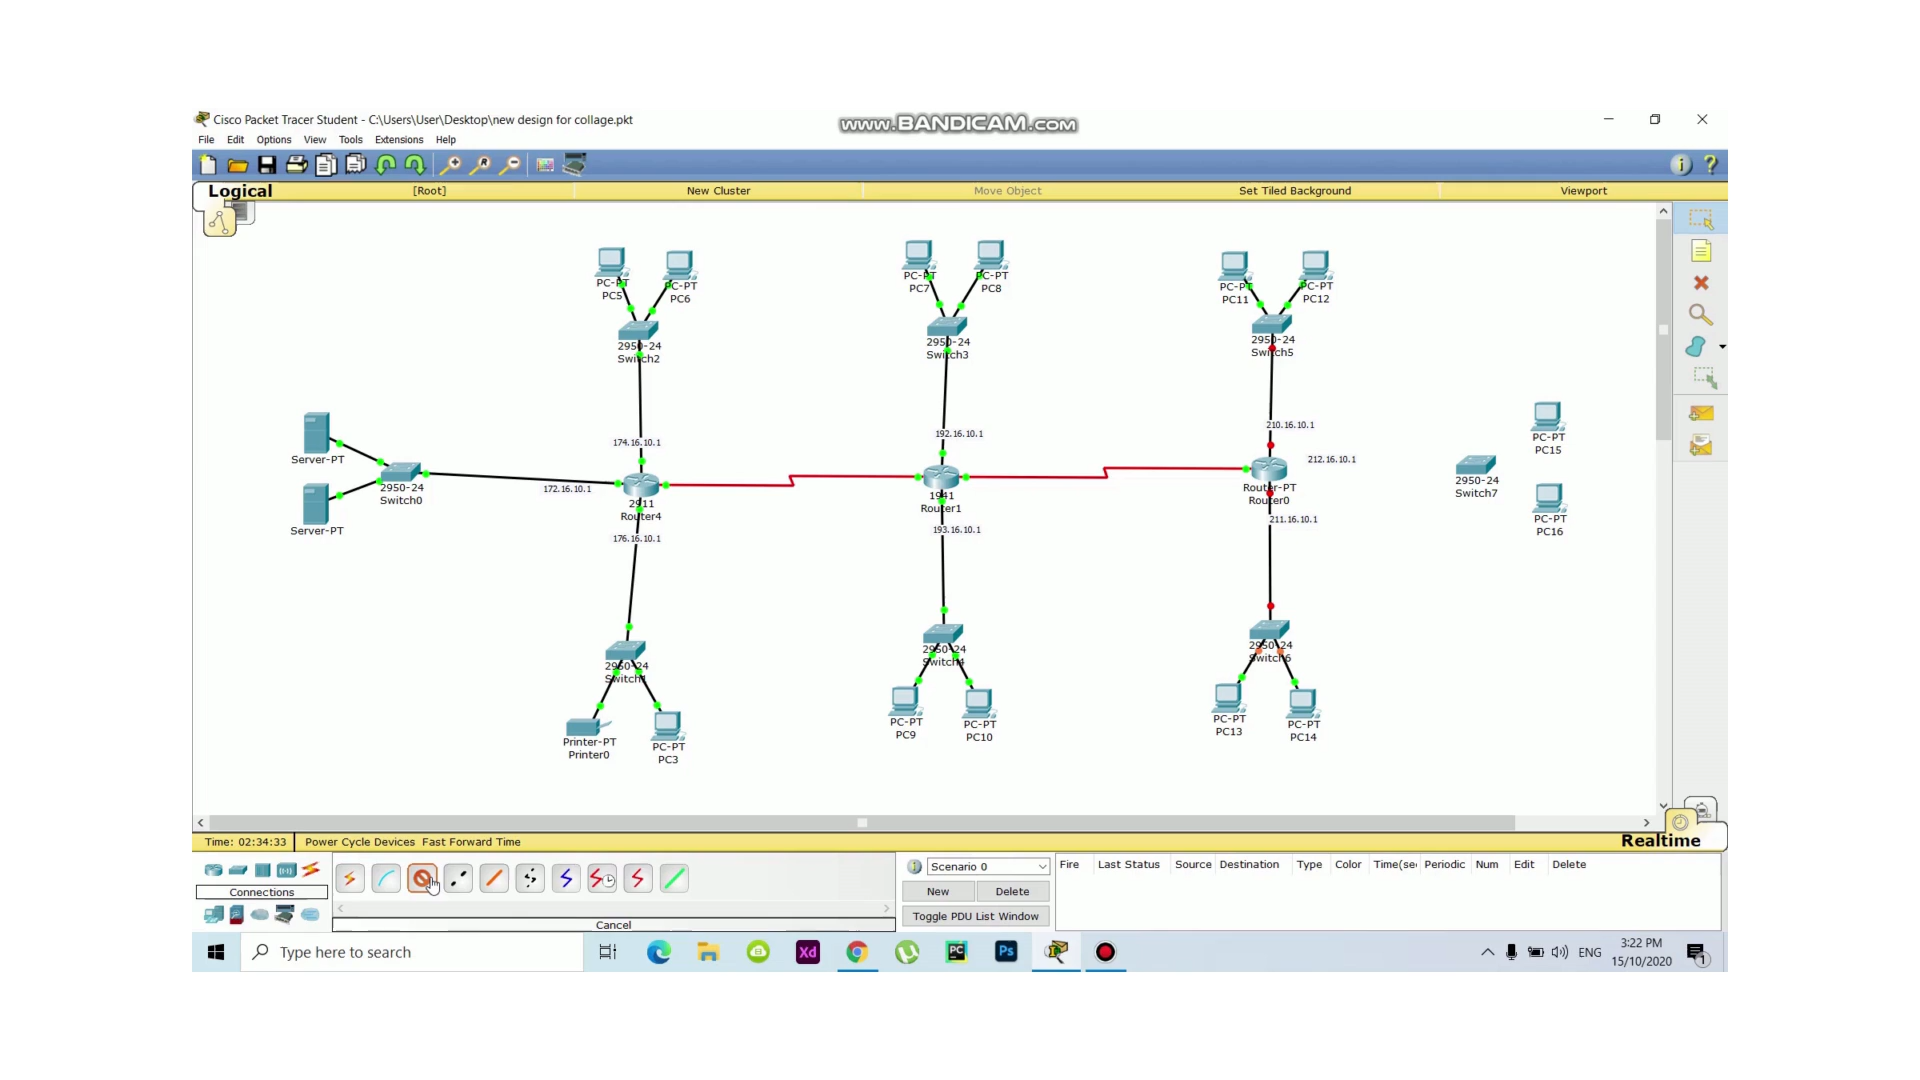 Cisco Packet Tracer Student - C:\Users\User\Desktop\new design for collage.pkt
www.BANDICAM.com
File Edit Options View Tools Extensions Help
Logical [Root] New Cluster Move Object Set Tiled Background Viewport
PC-PT
PC5
PC-PT
PC6
PC-PT
PC7
PC-PT
PC8
PC-PT
PC11
PC-PT
PC12
2950-24
Switch2
2950-24
Switch3
2950-24
Switch5
Server-PT
Server-PT
2950-24
Switch0
172.16.10.1
174.16.10.1
2911
Router4
176.16.10.1
192.16.10.1
1941
Router1
193.16.10.1
210.16.10.1
212.16.10.1
Router-PT
Router0
211.16.10.1
2950-24
Switch7
PC-PT
PC15
PC-PT
PC16
2950-24
Switch1
Printer-PT
Printer0
PC-PT
PC3
2950-24
Switch4
PC-PT
PC9
PC-PT
PC10
2950-24
Switch6
PC-PT
PC13
PC-PT
PC14
Time: 02:34:33 Power Cycle Devices Fast Forward Time
Realtime
Connections
Cancel
Scenario 0
New Delete
Toggle PDU List Window
Fire Last Status Source Destination Type Color Time(sec Periodic Num Edit Delete
Type here to search
Xd
PC
Ps
ENG
3:22 PM
15/10/2020
1